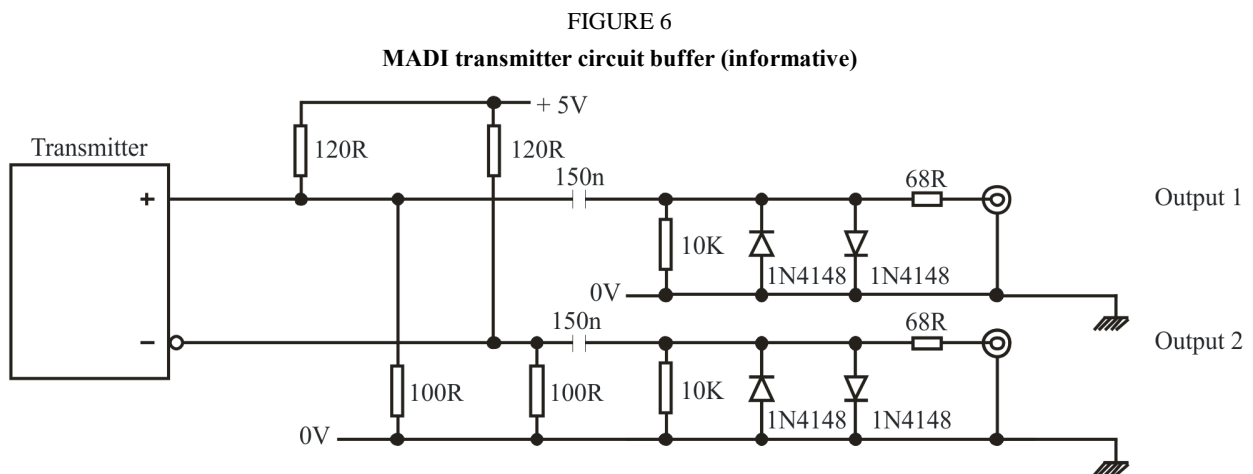 FIGURE 6
MADI transmitter circuit buffer (informative)
+ 5V
Transmitter
120R
120R
150n
68R
+
Output 1
10K
1N4148
1N4148
0V
150n
68R
–
Output 2
100R
100R
10K
1N4148
1N4148
0V